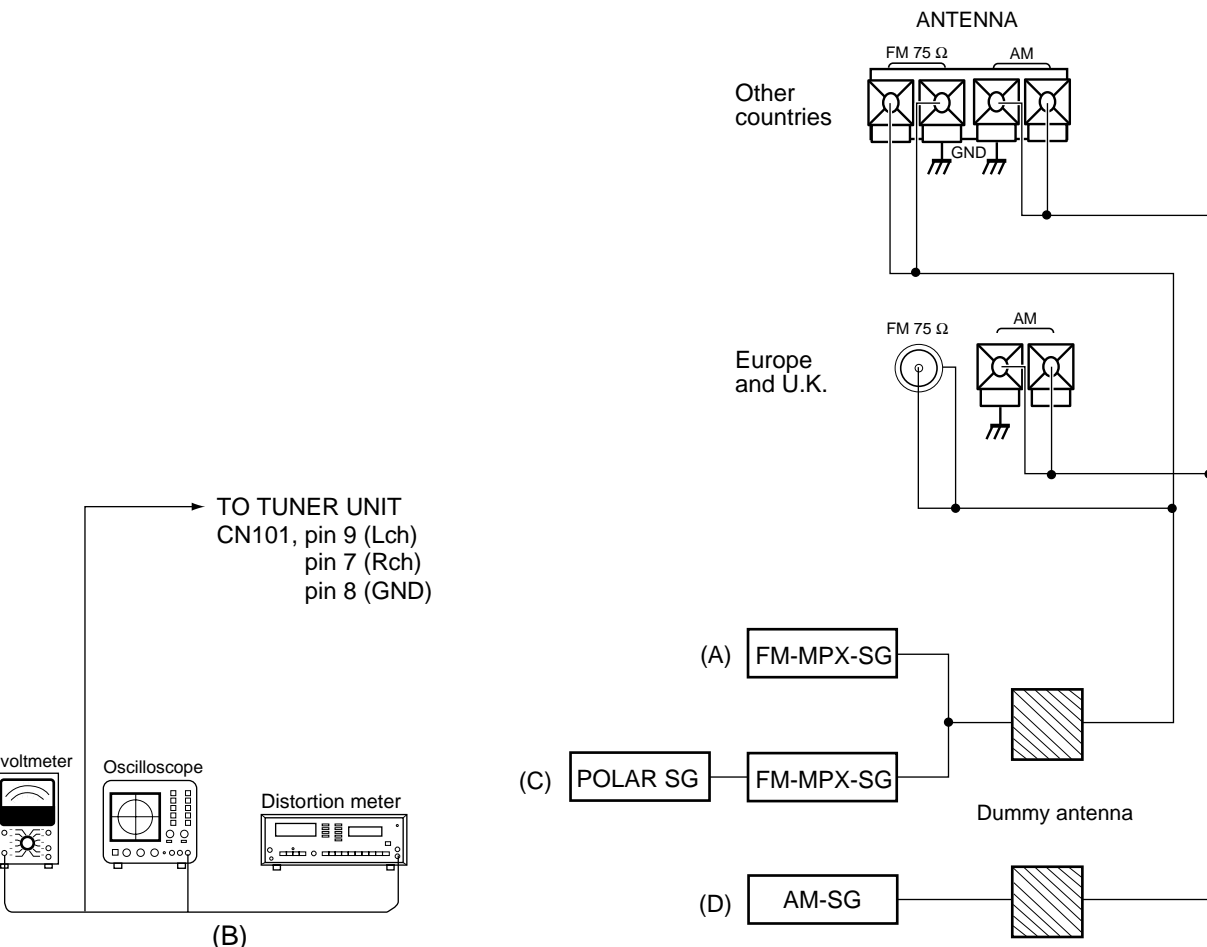 ANTENNA
FM 75 Ω
AM
Other
countries
GND
FM 75 Ω
AM
Europe
and U.K.
TO TUNER UNIT
CN101, pin 9 (Lch)
pin 7 (Rch)
pin 8 (GND)
(A)
FM-MPX-SG
voltmeter
Oscilloscope
Distortion meter
(C)
POLAR SG
FM-MPX-SG
Dummy antenna
(D)
AM-SG
(B)